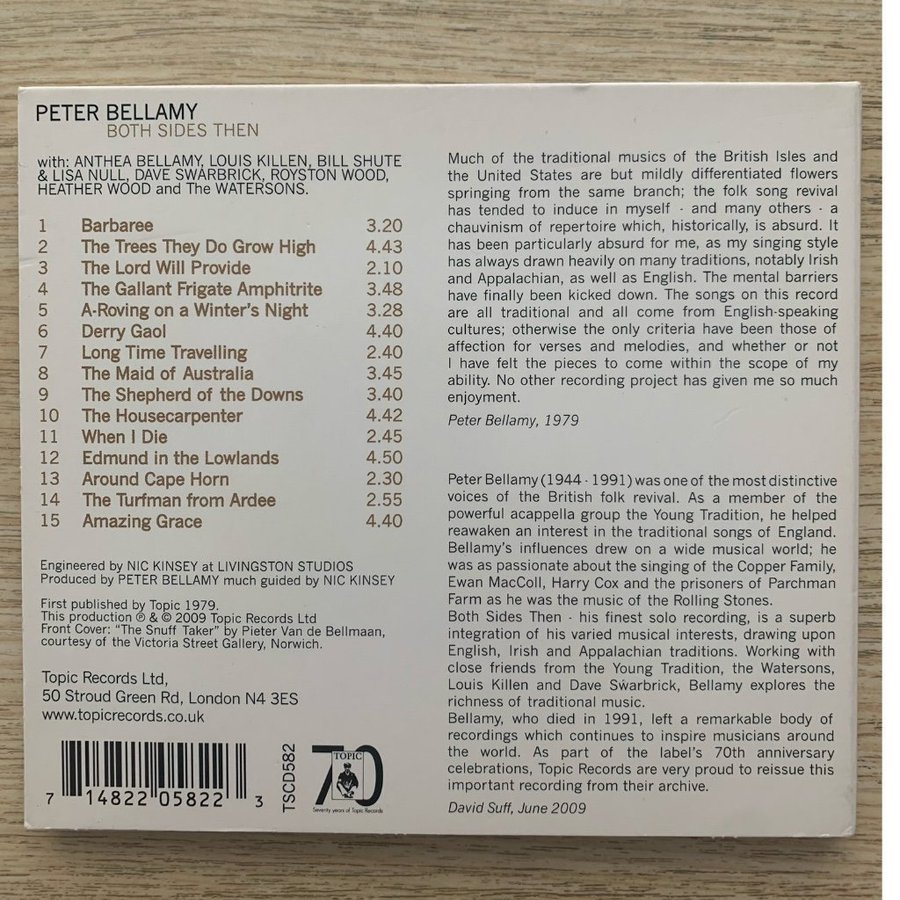 PETER BELLAMY
BOTH SIDES THEN
with: ANTHEA BELLAMY, LOUIS KILLEN, BILL SHUTE
& LISA NULL, DAVE SWARBRICK, ROYSTON WOOD,
HEATHER WOOD and The WATERSONS.
1 Barbaree 3.20
2 The Trees They Do Grow High 4.43
3 The Lord Will Provide 2.10
4 The Gallant Frigate Amphitrite 3.48
5 A-Roving on a Winter's Night 3.28
6 Derry Gaol 4.40
7 Long Time Travelling 2.40
8 The Maid of Australia 3.45
9 The Shepherd of the Downs 3.40
10 The Housecarpenter 4.42
11 When I Die 2.45
12 Edmund in the Lowlands 4.50
13 Around Cape Horn 2.30
14 The Turfman from Ardee 2.55
15 Amazing Grace 4.40
Engineered by NIC KINSEY at LIVINGSTON STUDIOS
Produced by PETER BELLAMY much guided by NIC KINSEY
First published by Topic 1979.
This production ℗ & © 2009 Topic Records Ltd
Front Cover: "The Snuff Taker" by Pieter Van de Bellmaan,
courtesy of the Victoria Street Gallery, Norwich.
Topic Records Ltd,
50 Stroud Green Rd, London N4 3ES
www.topicrecords.co.uk
7 14822 05822 3
TSCD582
70
TOPIC
Seventy years of Topic Records
Much of the traditional musics of the British Isles and
the United States are but mildly differentiated flowers
springing from the same branch; the folk song revival
has tended to induce in myself - and many others - a
chauvinism of repertoire which, historically, is absurd. It
has been particularly absurd for me, as my singing style
has always drawn heavily on many traditions, notably Irish
and Appalachian, as well as English. The mental barriers
have finally been kicked down. The songs on this record
are all traditional and all come from English-speaking
cultures; otherwise the only criteria have been those of
affection for verses and melodies, and whether or not
I have felt the pieces to come within the scope of my
ability. No other recording project has given me so much
enjoyment.
Peter Bellamy, 1979
Peter Bellamy (1944 - 1991) was one of the most distinctive
voices of the British folk revival. As a member of the
powerful acappella group the Young Tradition, he helped
reawaken an interest in the traditional songs of England.
Bellamy's influences drew on a wide musical world; he
was as passionate about the singing of the Copper Family,
Ewan MacColl, Harry Cox and the prisoners of Parchman
Farm as he was the music of the Rolling Stones.
Both Sides Then - his finest solo recording, is a superb
integration of his varied musical interests, drawing upon
English, Irish and Appalachian traditions. Working with
close friends from the Young Tradition, the Watersons,
Louis Killen and Dave Swarbrick, Bellamy explores the
richness of traditional music.
Bellamy, who died in 1991, left a remarkable body of
recordings which continues to inspire musicians around
the world. As part of the label's 70th anniversary
celebrations, Topic Records are very proud to reissue this
important recording from their archive.
David Suff, June 2009